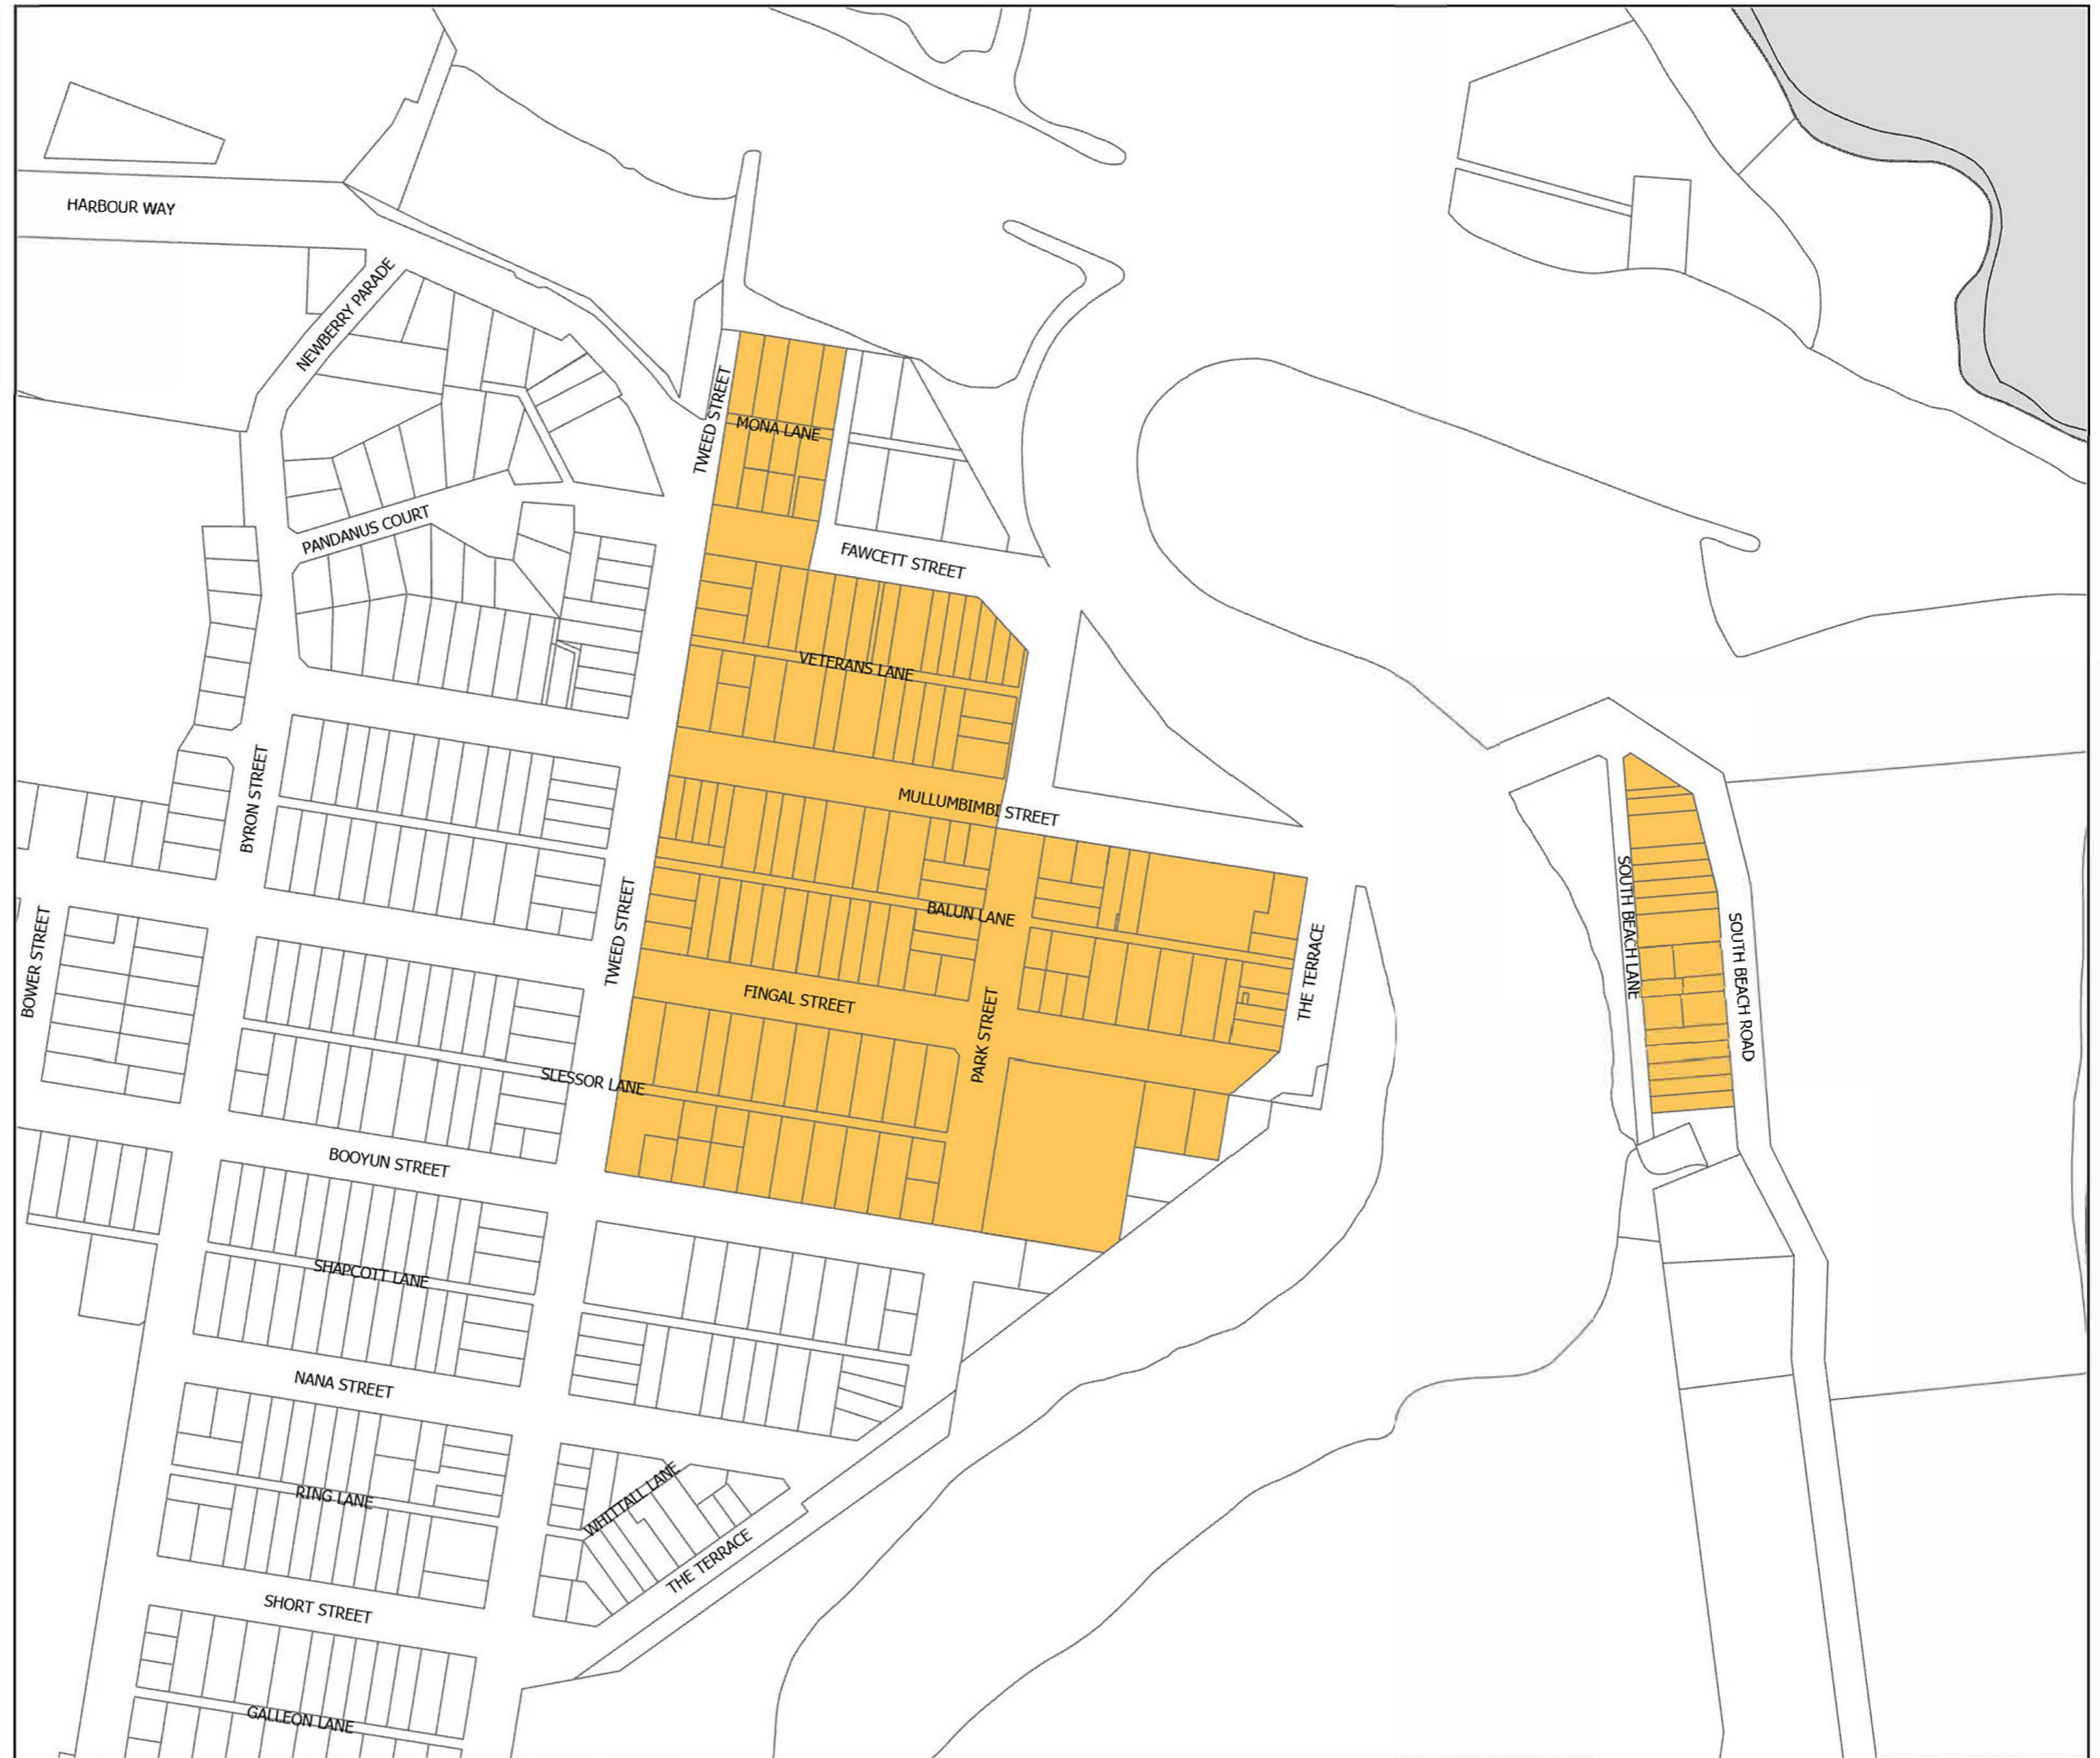 HARBOUR WAY
NEWBERRY PARADE
TWEED STREET
MONA LANE
PANDANUS COURT
FAWCETT STREET
VETERANS LANE
BYRON STREET
MULLUMBIMBI STREET
SOUTH BEACH LANE
SOUTH BEACH ROAD
BOWER STREET
TWEED STREET
BALUN LANE
THE TERRACE
FINGAL STREET
PARK STREET
SLESSOR LANE
BOOYUN STREET
SHAPCOTT LANE
NANA STREET
RING LANE
WHITTALL LANE
THE TERRACE
SHORT STREET
GALLEON LANE